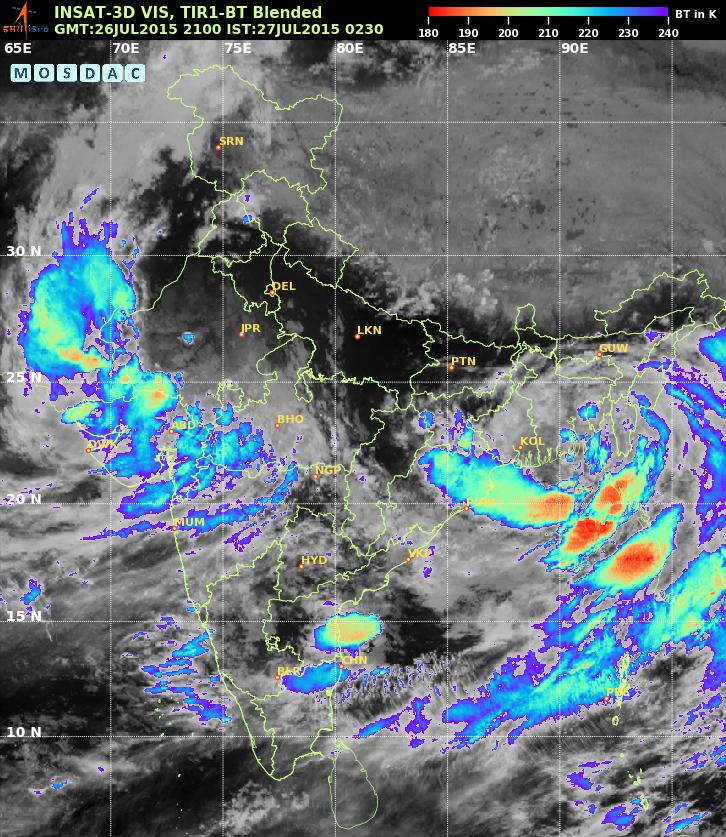 INSAT-3D VIS, TIR1-BT Blended
GMT:26JUL2015 2100 IST:27JUL2015 0230
BT in K
180 190 200 210 220 230 240
65E 70E 75E 80E 85E 90E
MOSDAC
SRN
30 N
DEL
JPR LKN
GUW
PTN
25 N
ABD BHO
DWK KOL
NGP
20 N
MUM
HYD VKP
15 N
CHN
BLR
10 N